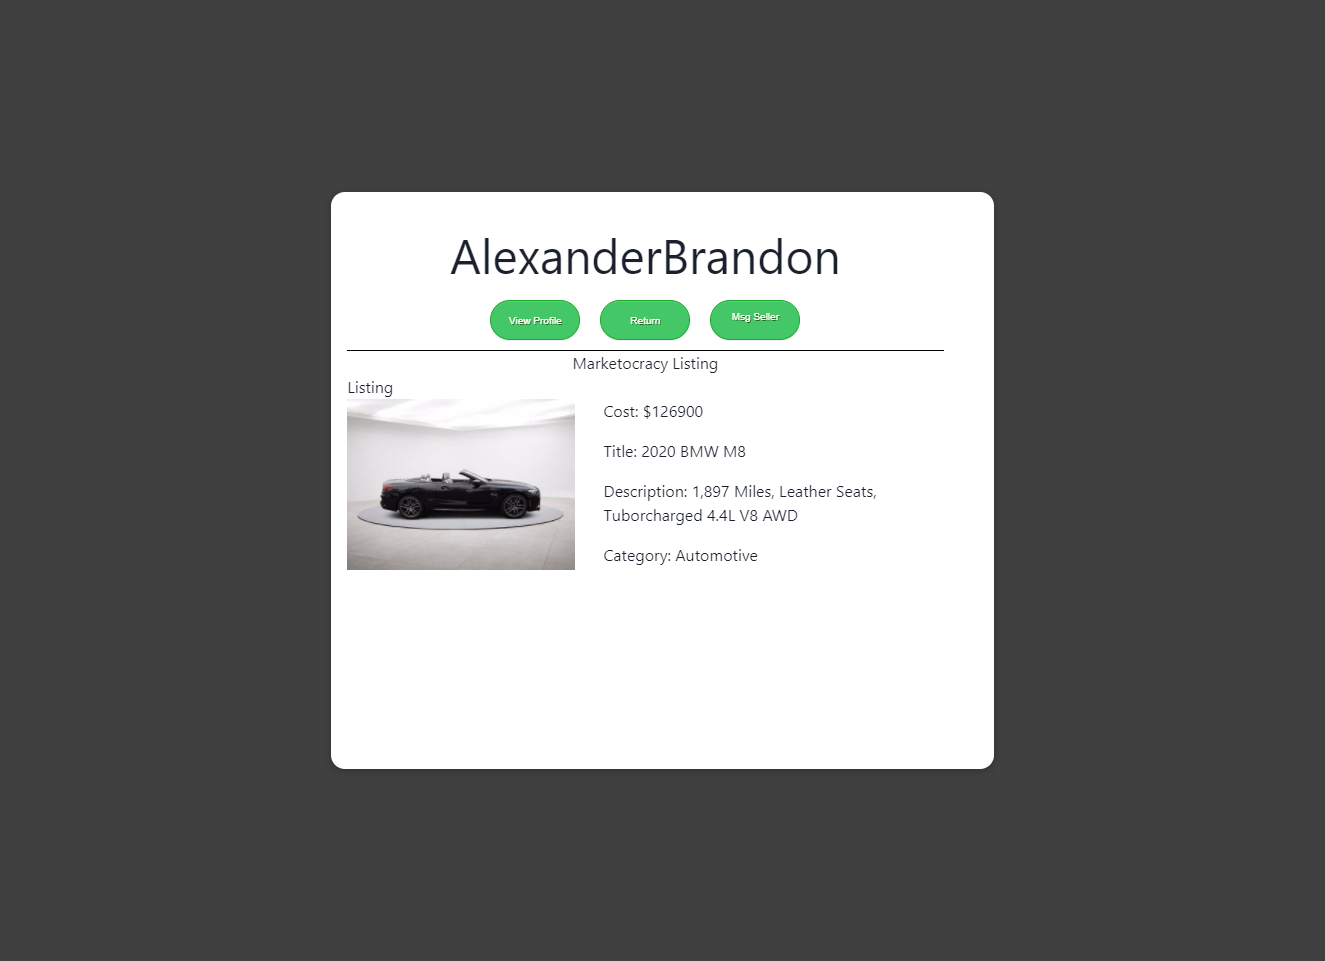 AlexanderBrandon
View Profile
Return
Msg Seller
Marketocracy Listing
Listing
Cost: $126900
Title: 2020 BMW M8
Description: 1,897 Miles, Leather Seats,
Tuborcharged 4.4L V8 AWD
Category: Automotive